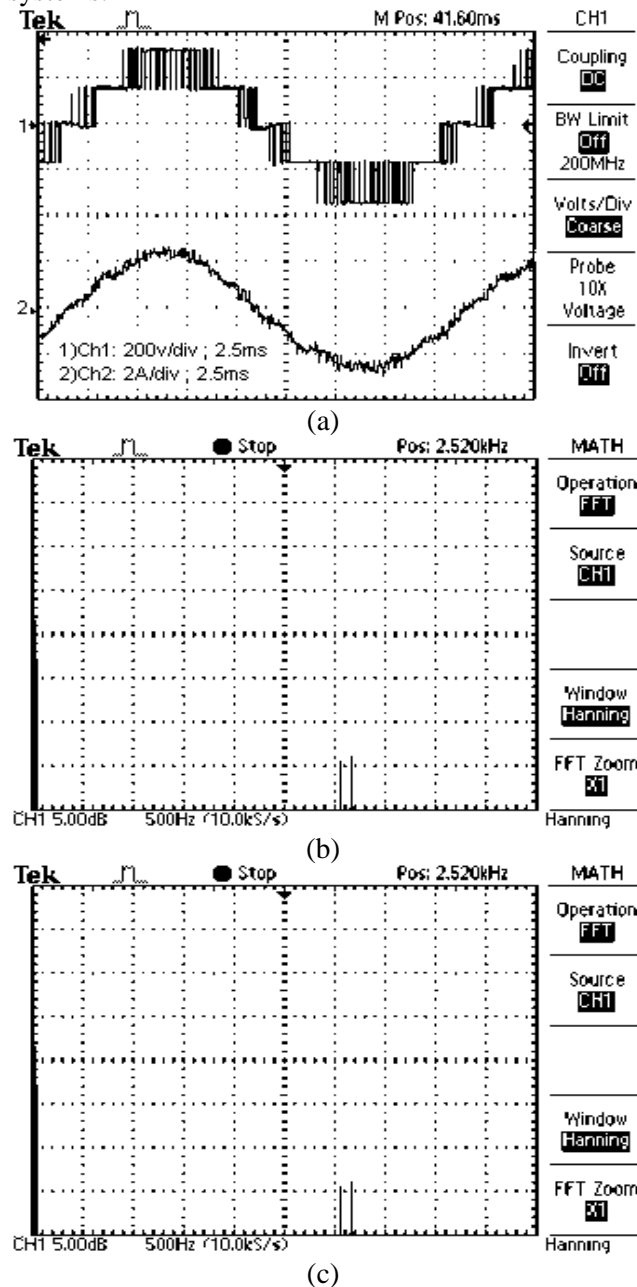 systems.
Tek M Pos: 41.60ms CH1
Coupling
DC
BW Limit
Off
200MHz
Volts/Div
Coarse
Probe
10X
Voltage
Invert
Off
1
2
1)Ch1: 200v/div ; 2.5ms
2)Ch2: 2A/div ; 2.5ms
(a)
Tek Stop Pos: 2.520kHz MATH
Operation
FFT
Source
CH1
Window
Hanning
FFT Zoom
X1
CH1 5.00dB 500Hz (10.0kS/s) Hanning
(b)
Tek Stop Pos: 2.520kHz MATH
Operation
FFT
Source
CH1
Window
Hanning
FFT Zoom
X1
CH1 5.00dB 500Hz (10.0kS/s) Hanning
(c)